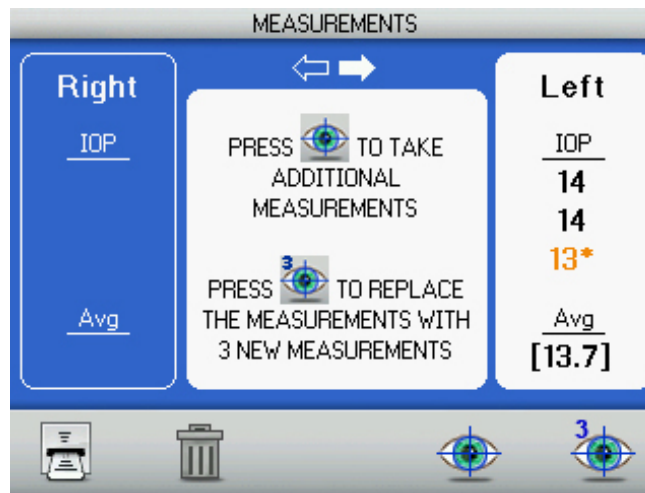 MEASUREMENTS
Right
IOP
Avg
PRESS TO TAKE
ADDITIONAL
MEASUREMENTS
3
PRESS TO REPLACE
THE MEASUREMENTS WITH
3 NEW MEASUREMENTS
Left
IOP
14
14
13*
Avg
[13.7]
3